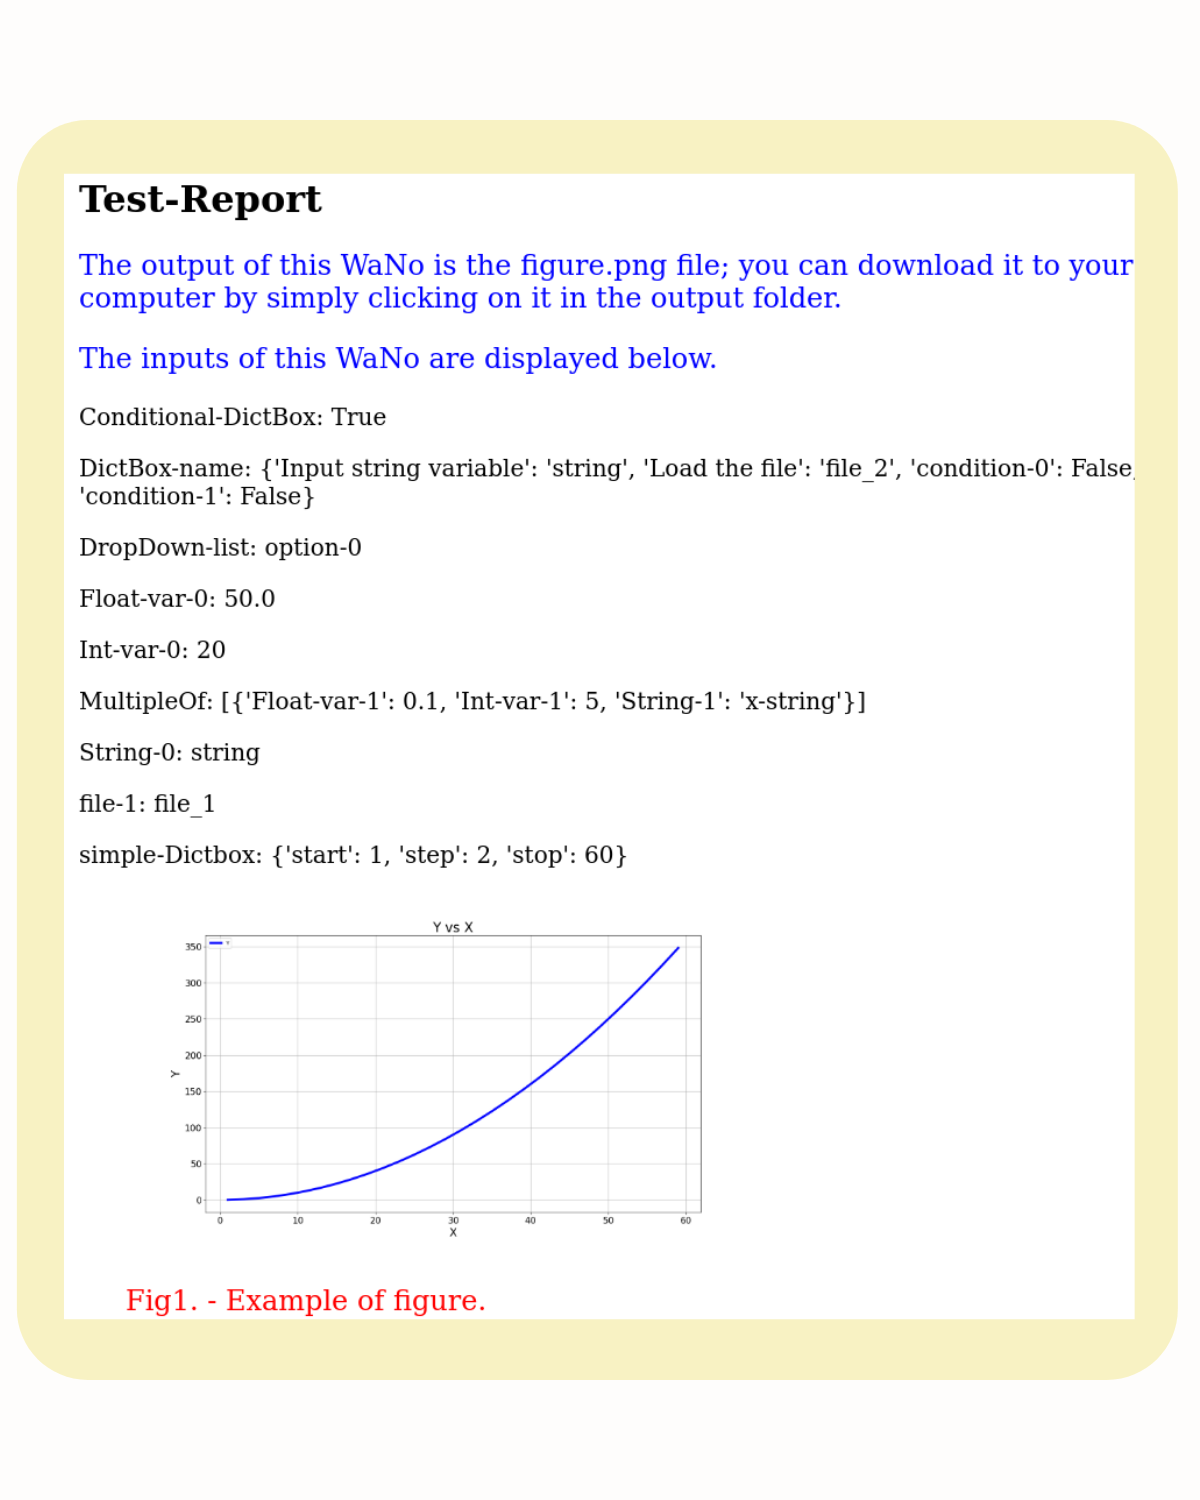 Test-Report
The output of this WaNo is the figure.png file; you can download it to your
computer by simply clicking on it in the output folder.
The inputs of this WaNo are displayed below.
Conditional-DictBox: True
DictBox-name: {'Input string variable': 'string', 'Load the file': 'file_2', 'condition-0': False,
'condition-1': False}
DropDown-list: option-0
Float-var-0: 50.0
Int-var-0: 20
MultipleOf: [{'Float-var-1': 0.1, 'Int-var-1': 5, 'String-1': 'x-string'}]
String-0: string
file-1: file_1
simple-Dictbox: {'start': 1, 'step': 2, 'stop': 60}
Y vs X
350
300
250
200
150
100
50
0
Y
0 10 20 30 40 50 60
X
Fig1. - Example of figure.